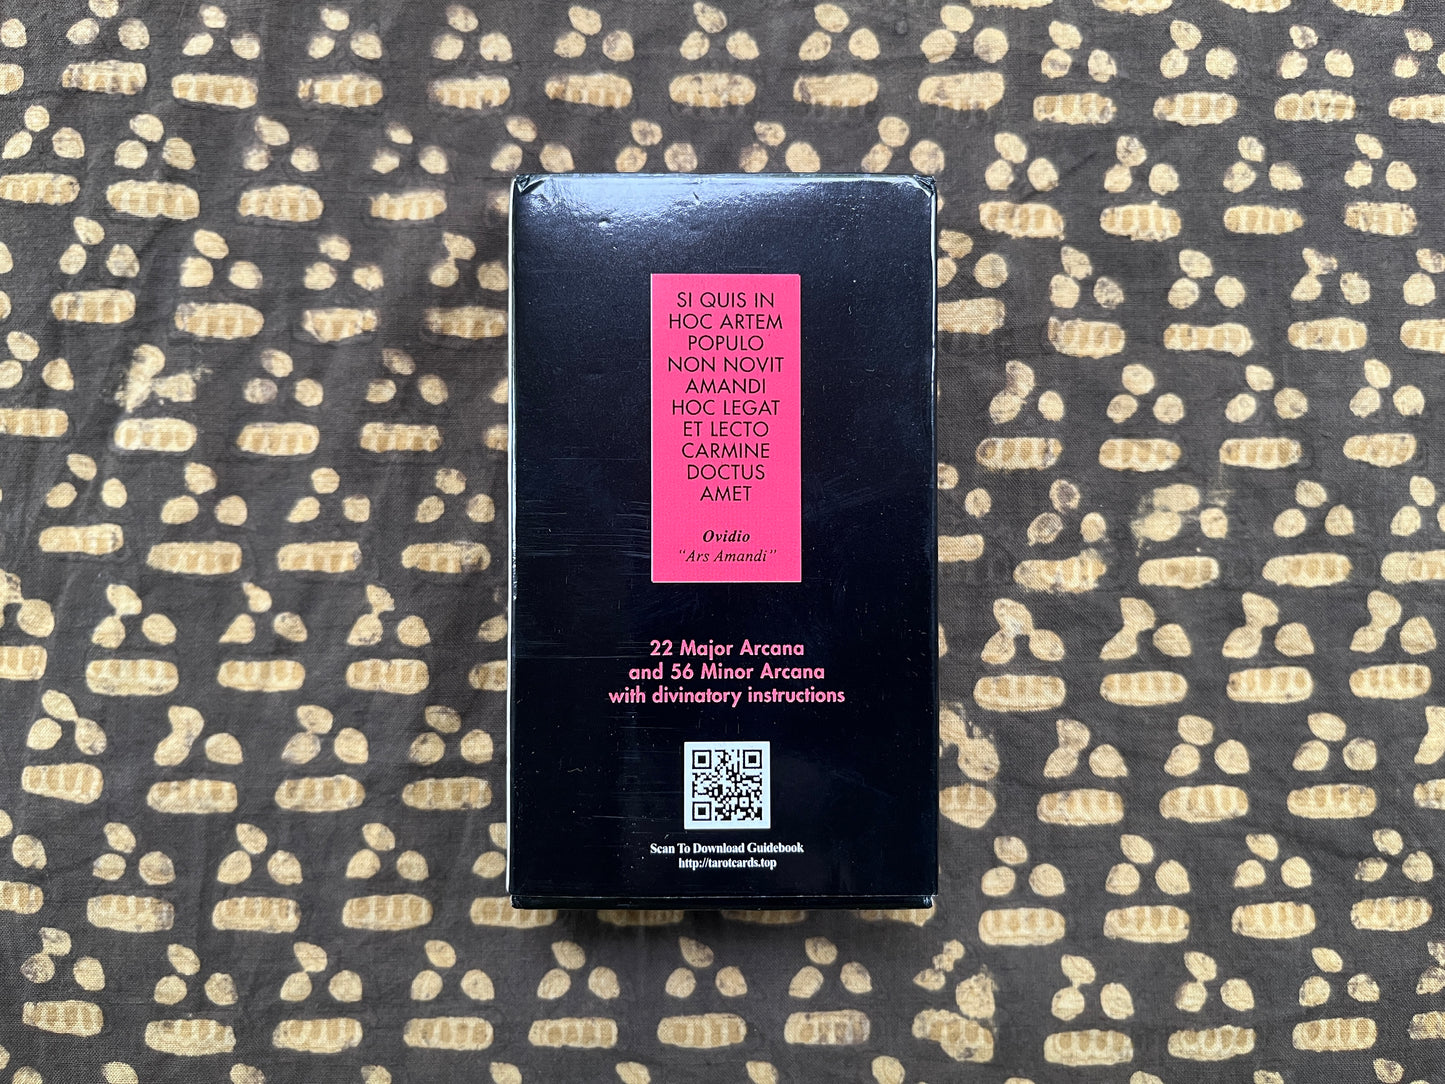 SI QUIS IN
HOC ARTEM
POPULO
NON NOVIT
AMANDI
HOC LEGAT
ET LECTO
CARMINE
DOCTUS
AMET
Ovidio
"Ars Amandi"
22 Major Arcana
and 56 Minor Arcana
with divinatory instructions
Scan To Download Guidebook
http://tarotcards.top